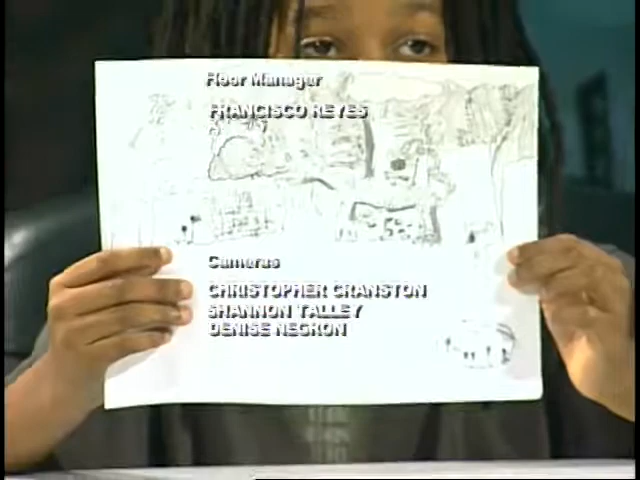 Floor Manager
FRANCISCO REYES
Cameras
CHRISTOPHER CRANSTON
SHANNON TALLEY
DENISE NEGRON